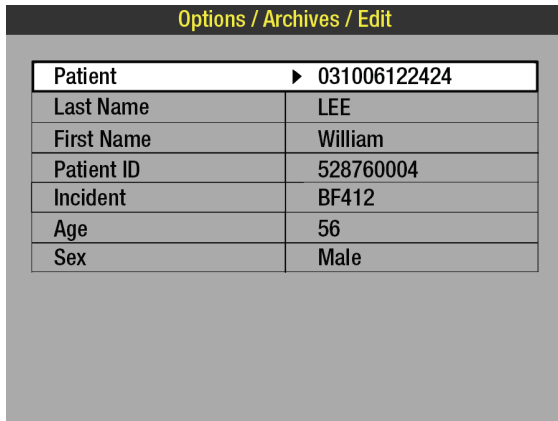 Options / Archives / Edit
Patient 031006122424
Last Name LEE
First Name William
Patient ID 528760004
Incident BF412
Age 56
Sex Male